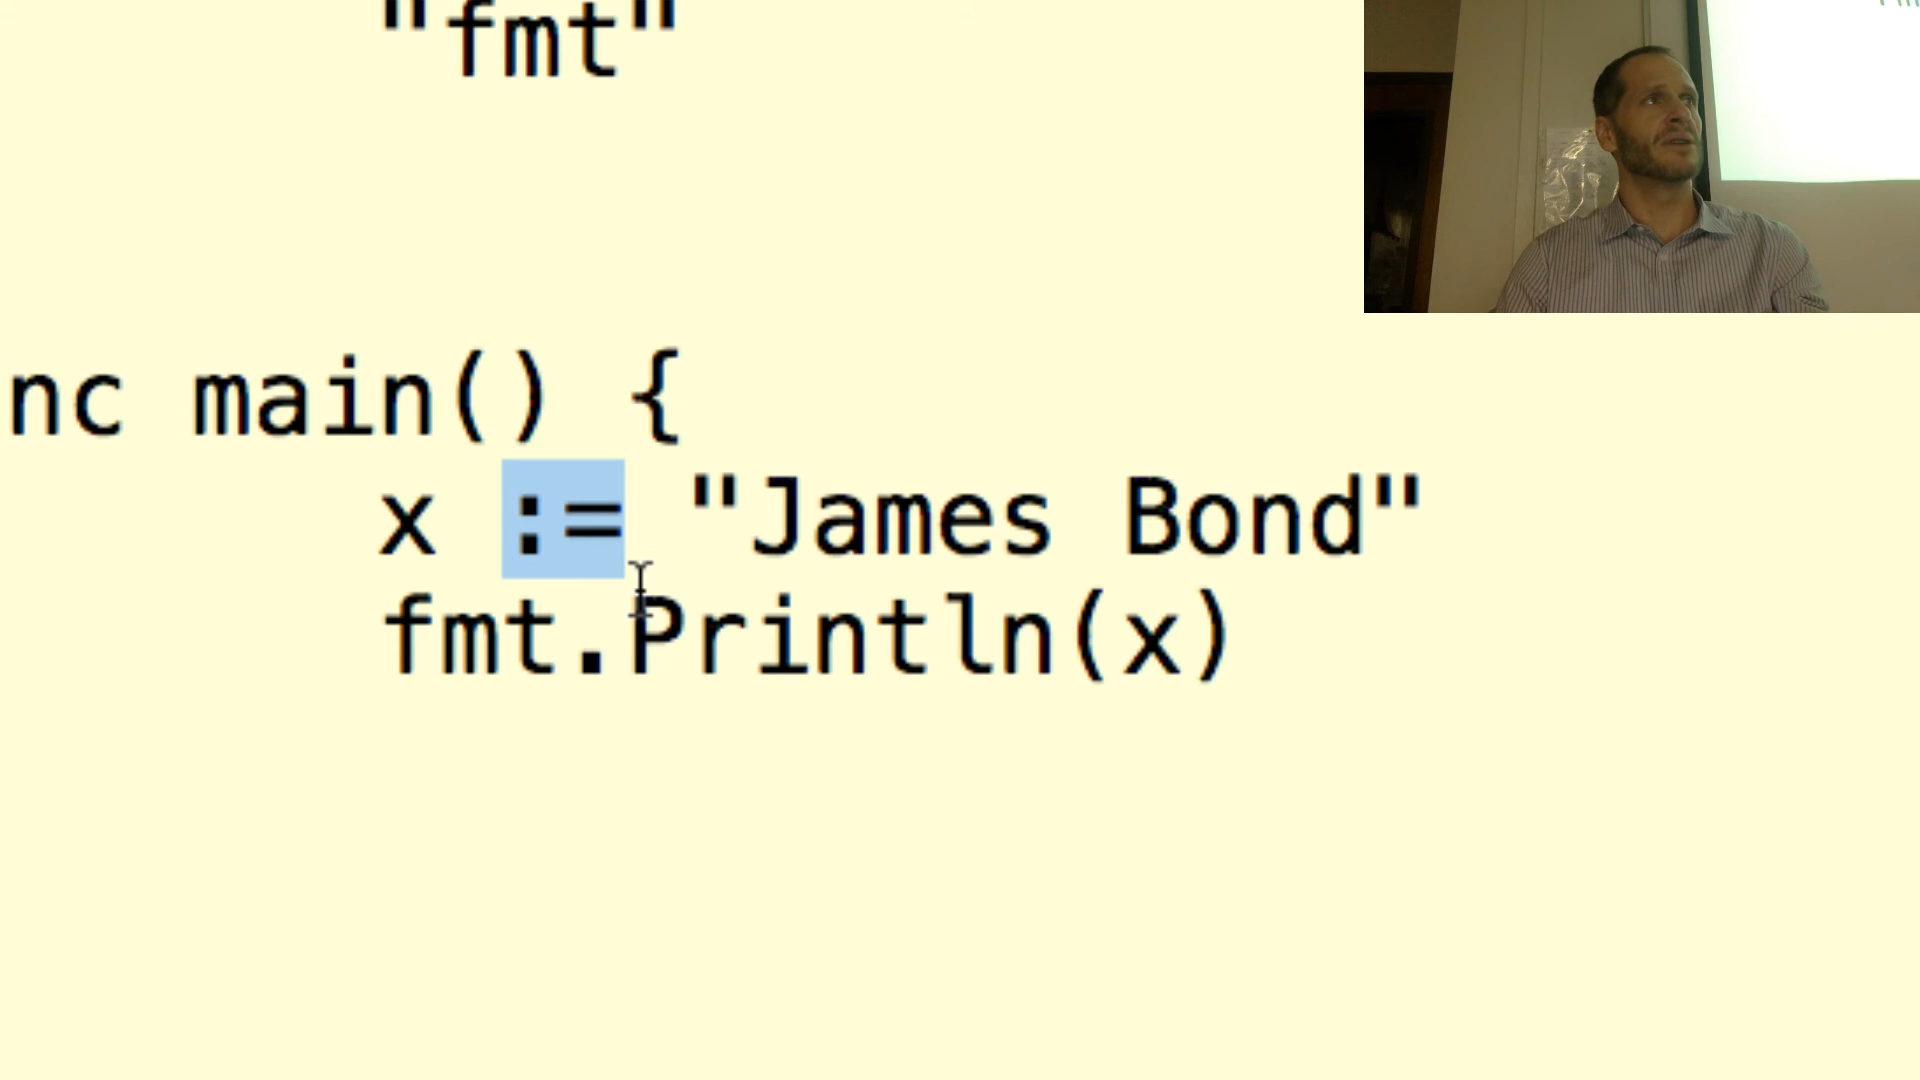 "fmt"
nc main() {
x := "James Bond"
fmt.Println(x)